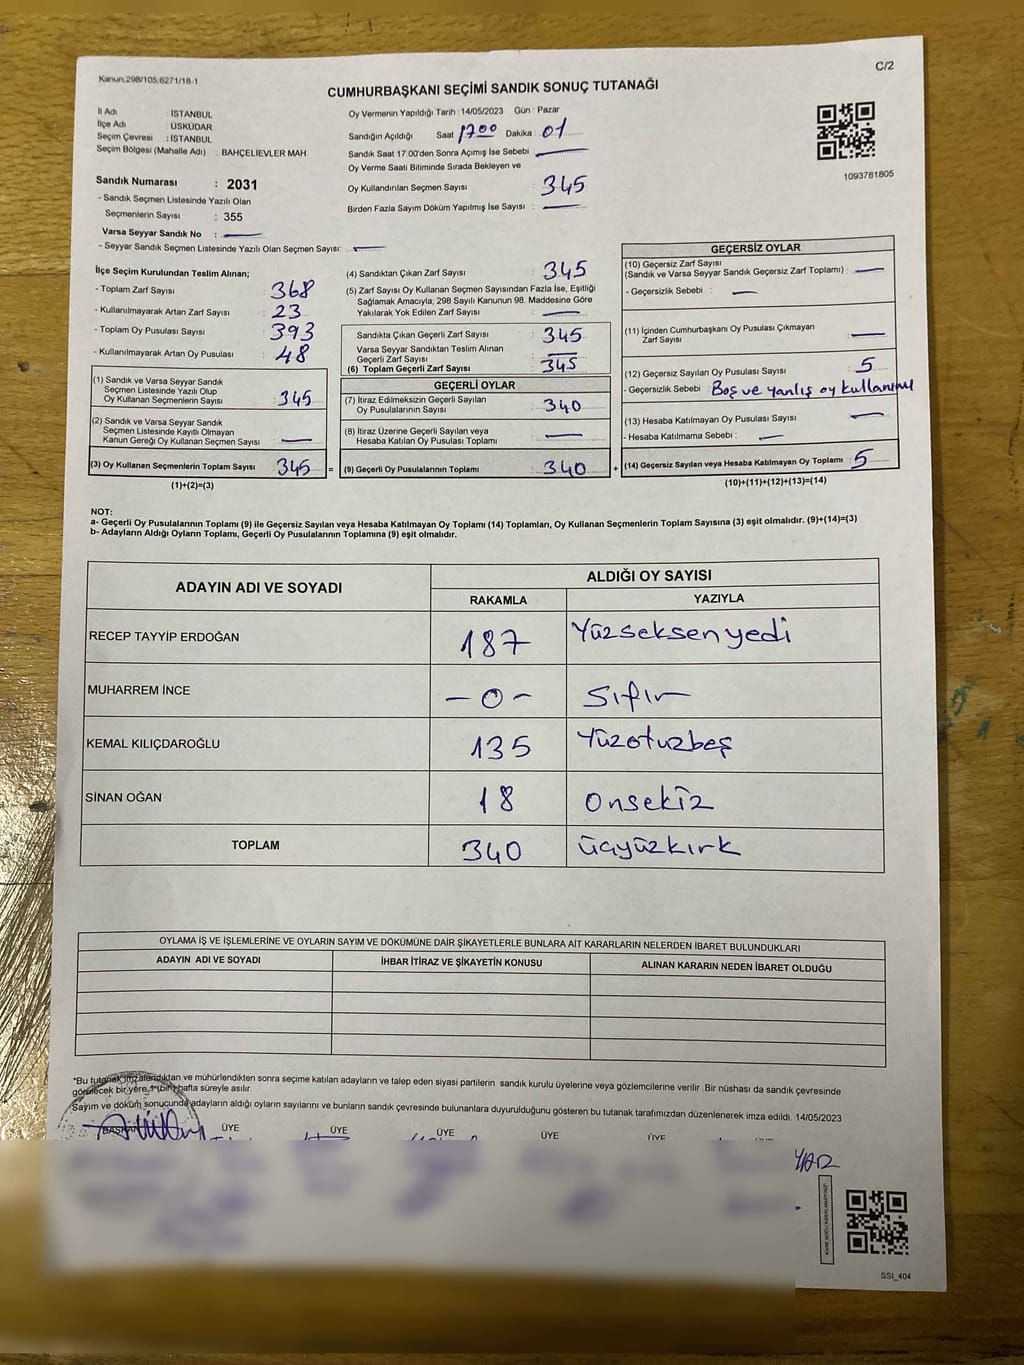 Kanun.298/105,6271/18-1
C/2
CUMHURBAŞKANI SEÇİMİ SANDIK SONUÇ TUTANAĞI
İl Adı : İSTANBUL
İlçe Adı : ÜSKÜDAR
Seçim Çevresi : İSTANBUL
Seçim Bölgesi (Mahalle Adı) : BAHÇELİEVLER MAH.
Sandık Numarası : 2031
- Sandık Seçmen Listesinde Yazılı Olan
Seçmenlerin Sayısı : 355
Varsa Seyyar Sandık No :
- Seyyar Sandık Seçmen Listesinde Yazılı Olan Seçmen Sayısı:
Oy Vermenin Yapıldığı Tarih : 14/05/2023 Gün : Pazar
Sandığın Açıldığı Saat 17 00 Dakika : 01
Sandık Saat 17:00'den Sonra Açımış İse Sebebi
Oy Verme Saati Bitiminde Sırada Bekleyen ve
Oy Kullandırılan Seçmen Sayısı : 345
Birden Fazla Sayım Döküm Yapılmış İse Sayısı :
1093781805
İlçe Seçim Kurulundan Teslim Alınan;
- Toplam Zarf Sayısı : 368
- Kullanılmayarak Artan Zarf Sayısı : 23
- Toplam Oy Pusulası Sayısı : 393
- Kullanılmayarak Artan Oy Pusulası : 48
(1) Sandık ve Varsa Seyyar Sandık
Seçmen Listesinde Yazılı Olup
Oy Kullanan Seçmenlerin Sayısı : 345
(2) Sandık ve Varsa Seyyar Sandık
Seçmen Listesinde Kayıtlı Olmayan
Kanun Gereği Oy Kullanan Seçmen Sayısı :
(3) Oy Kullanan Seçmenlerin Toplam Sayısı : 345 =
(1)+(2)=(3)
(4) Sandıktan Çıkan Zarf Sayısı : 345
(5) Zarf Sayısı Oy Kullanan Seçmen Sayısından Fazla İse, Eşitliği
Sağlamak Amacıyla; 298 Sayılı Kanunun 98. Maddesine Göre
Yakılarak Yok Edilen Zarf Sayısı :
Sandıkta Çıkan Geçerli Zarf Sayısı : 345
Varsa Seyyar Sandıktan Teslim Alınan
Geçerli Zarf Sayısı :
(6) Toplam Geçerli Zarf Sayısı : 345
GEÇERLİ OYLAR
(7) İtiraz Edilmeksizin Geçerli Sayılan
Oy Pusulalarının Sayısı : 340
(8) İtiraz Üzerine Geçerli Sayılan veya
Hesaba Katılan Oy Pusulası Toplamı :
(9) Geçerli Oy Pusulalarının Toplamı : 340 +
GEÇERSİZ OYLAR
(10) Geçersiz Zarf Sayısı
(Sandık ve Varsa Seyyar Sandık Geçersiz Zarf Toplamı) :
- Geçersizlik Sebebi :
(11) İçinden Cumhurbaşkanı Oy Pusulası Çıkmayan
Zarf Sayısı :
(12) Geçersiz Sayılan Oy Pusulası Sayısı : 5
- Geçersizlik Sebebi : Boş ve yanlış oy kullanımı
(13) Hesaba Katılmayan Oy Pusulası Sayısı :
- Hesaba Katılmama Sebebi :
(14) Geçersiz Sayılan veya Hesaba Katılmayan Oy Toplamı : 5
(10)+(11)+(12)+(13)=(14)
NOT:
a- Geçerli Oy Pusulalarının Toplamı (9) ile Geçersiz Sayılan veya Hesaba Katılmayan Oy Toplamı (14) Toplamları, Oy Kullanan Seçmenlerin Toplam Sayısına (3) eşit olmalıdır. (9)+(14)=(3)
b- Adayların Aldığı Oyların Toplamı, Geçerli Oy Pusulalarının Toplamına (9) eşit olmalıdır.
ADAYIN ADI VE SOYADI
ALDIĞI OY SAYISI
RAKAMLA YAZIYLA
RECEP TAYYİP ERDOĞAN 187 Yüzseksenyedi
MUHARREM İNCE -0- Sıfır
KEMAL KILIÇDAROĞLU 135 Yüzotuzbeş
SİNAN OĞAN 18 Onsekiz
TOPLAM 340 Üçyüzkırk
OYLAMA İŞ VE İŞLEMLERİNE VE OYLARIN SAYIM VE DÖKÜMÜNE DAİR ŞİKAYETLERLE BUNLARA AİT KARARLARIN NELERDEN İBARET BULUNDUKLARI
ADAYIN ADI VE SOYADI İHBAR İTİRAZ VE ŞİKAYETİN KONUSU ALINAN KARARIN NEDEN İBARET OLDUĞU
*Bu tutanak imzalandıktan ve mühürlendikten sonra seçime katılan adayların ve talep eden siyasi partilerin sandık kurulu üyelerine veya gözlemcilerine verilir .Bir nüshası da sandık çevresinde
görülecek bir yere 1 (bir) hafta süreyle asılır.
Sayım ve döküm sonucunda adayların aldığı oyların sayılarını ve bunların sandık çevresinde bulunanlara duyurulduğunu gösteren bu tutanak tarafımızdan düzenlenerek imza edildi. 14/05/2023
BAŞKAN ÜYE ÜYE ÜYE ÜYE ÜYE
SSI_404